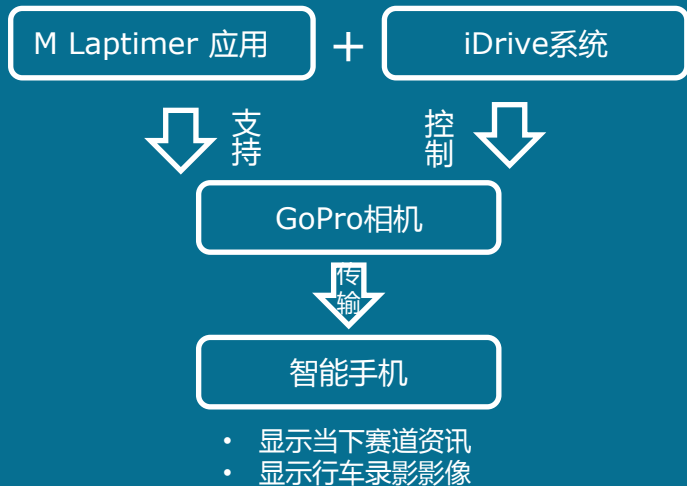 M Laptimer 应用
+
iDrive系统
支持
控制
GoPro相机
传输
智能手机
• 显示当下赛道资讯
• 显示行车录影影像